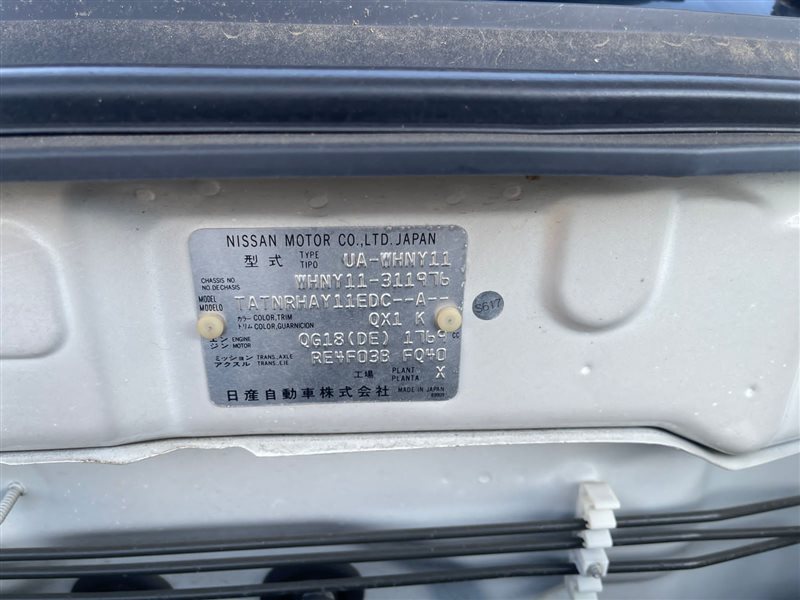 NISSAN MOTOR CO.,LTD.JAPAN
型式 TYPE TIPO UA-WHNY11
CHASSIS NO. NO.DE CHASIS WHNY11-311976
MODEL MODELO TATNRHAY11EDC--A--
カラー COLOR,TRIM トリム COLOR,GUARNICION QX1 K
エンジン ENGINE MOTOR QG18(DE) 1769 cc
ミッション TRANS.,AXLE アクスル TRANS.,EJE RE4F03B FQ40
工場 PLANT PLANTA X
日産自動車株式会社 MADE IN JAPAN